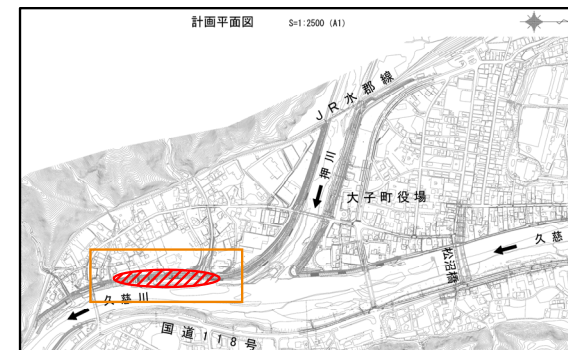 計画平面図 S=1:2500 (A1)
JR水郡線
押川
大子町役場
松沼橋
久慈
久慈川
国道118号